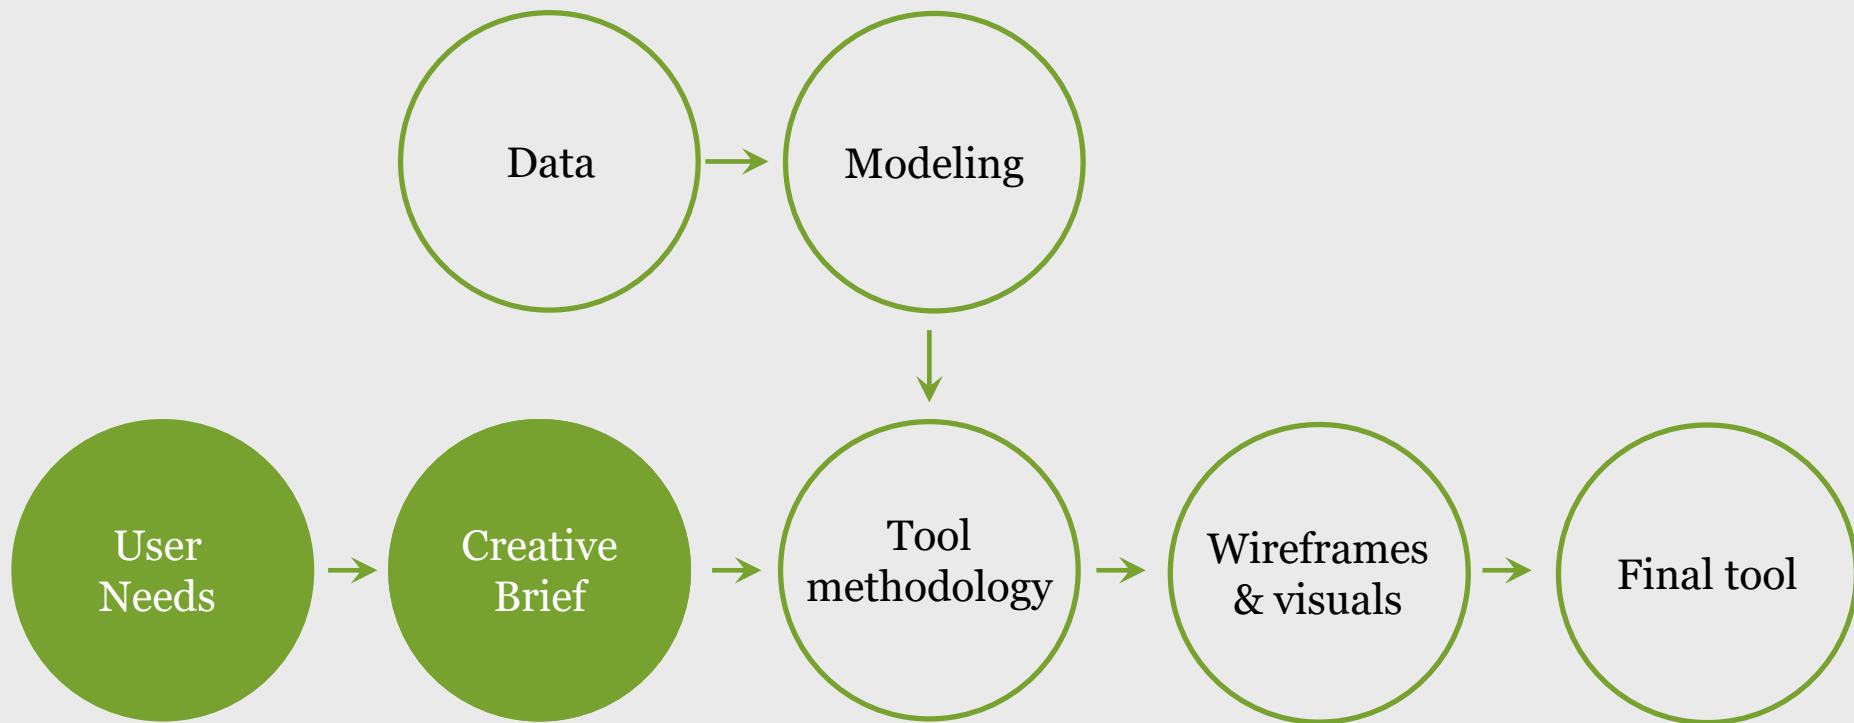 Data
Modeling
User
Needs
Creative
Brief
Tool
methodology
Wireframes
& visuals
Final tool